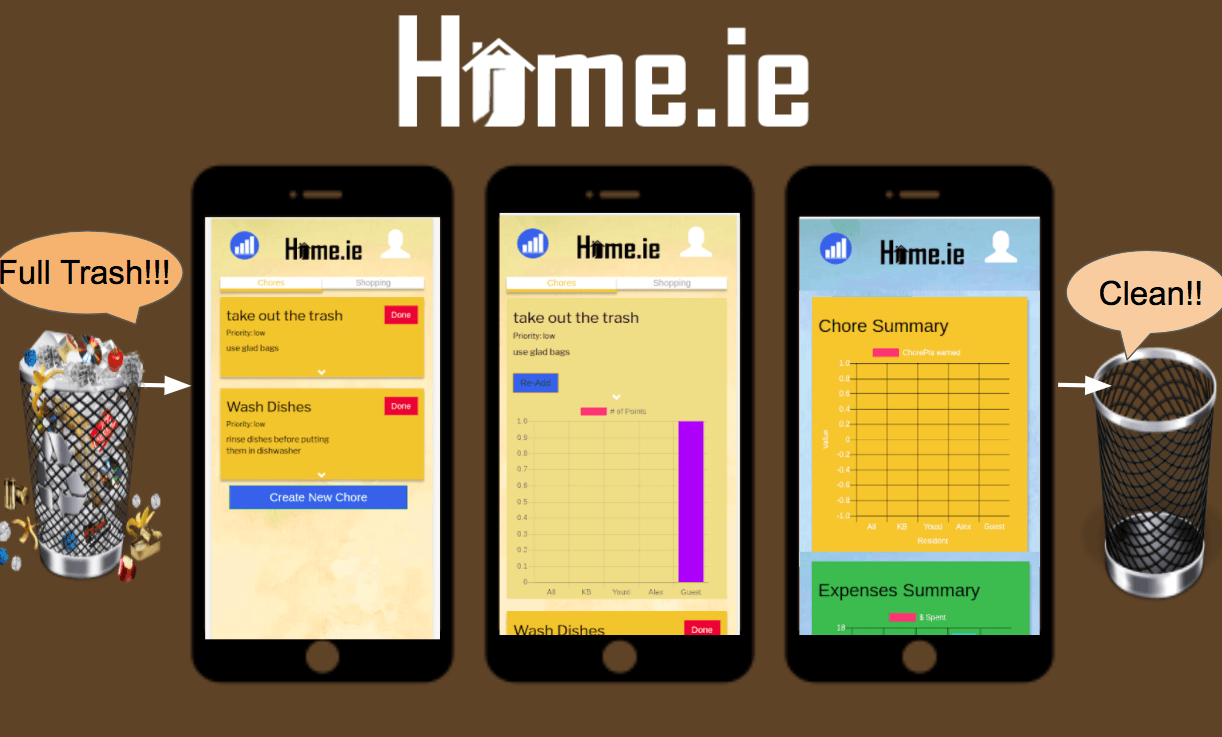 Home.ie
Full Trash!!!
Home.ie
Chores Shopping
take out the trash
Done
Priority: low
use glad bags
Wash Dishes
Done
Priority: low
rinse dishes before putting
them in dishwasher
Create New Chore
Home.ie
Chores Shopping
take out the trash
Priority: low
use glad bags
Re-Add
# of Points
1.0
0.9
0.8
0.7
0.6
0.5
0.4
0.3
0.2
0.1
0
All KB Youxi Alex Guest
Wash Dishes
Done
Home.ie
Chore Summary
ChorePts earned
1.0
0.8
0.6
0.4
0.2
0
-0.2
-0.4
-0.6
-0.8
-1.0
Value
All KB Youxi Alex Guest
Resident
Expenses Summary
$ Spent
18
Clean!!